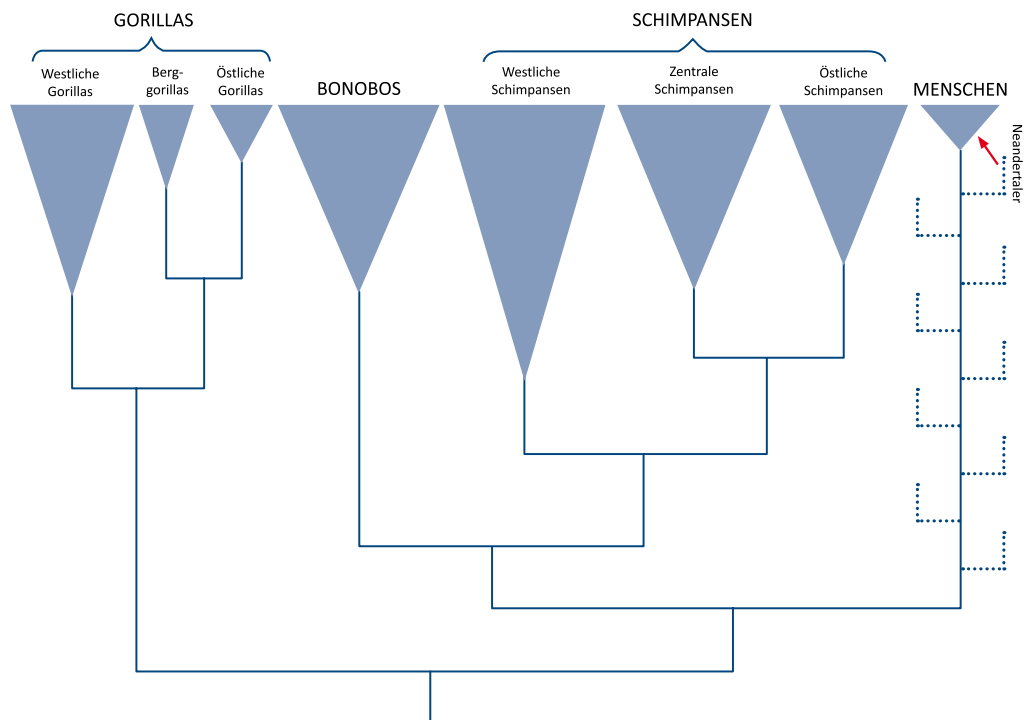 GORILLAS
SCHIMPANSEN
Westliche
Gorillas
Berg-
gorillas
Östliche
Gorillas
BONOBOS
Westliche
Schimpansen
Zentrale
Schimpansen
Östliche
Schimpansen
MENSCHEN
Neandertaler